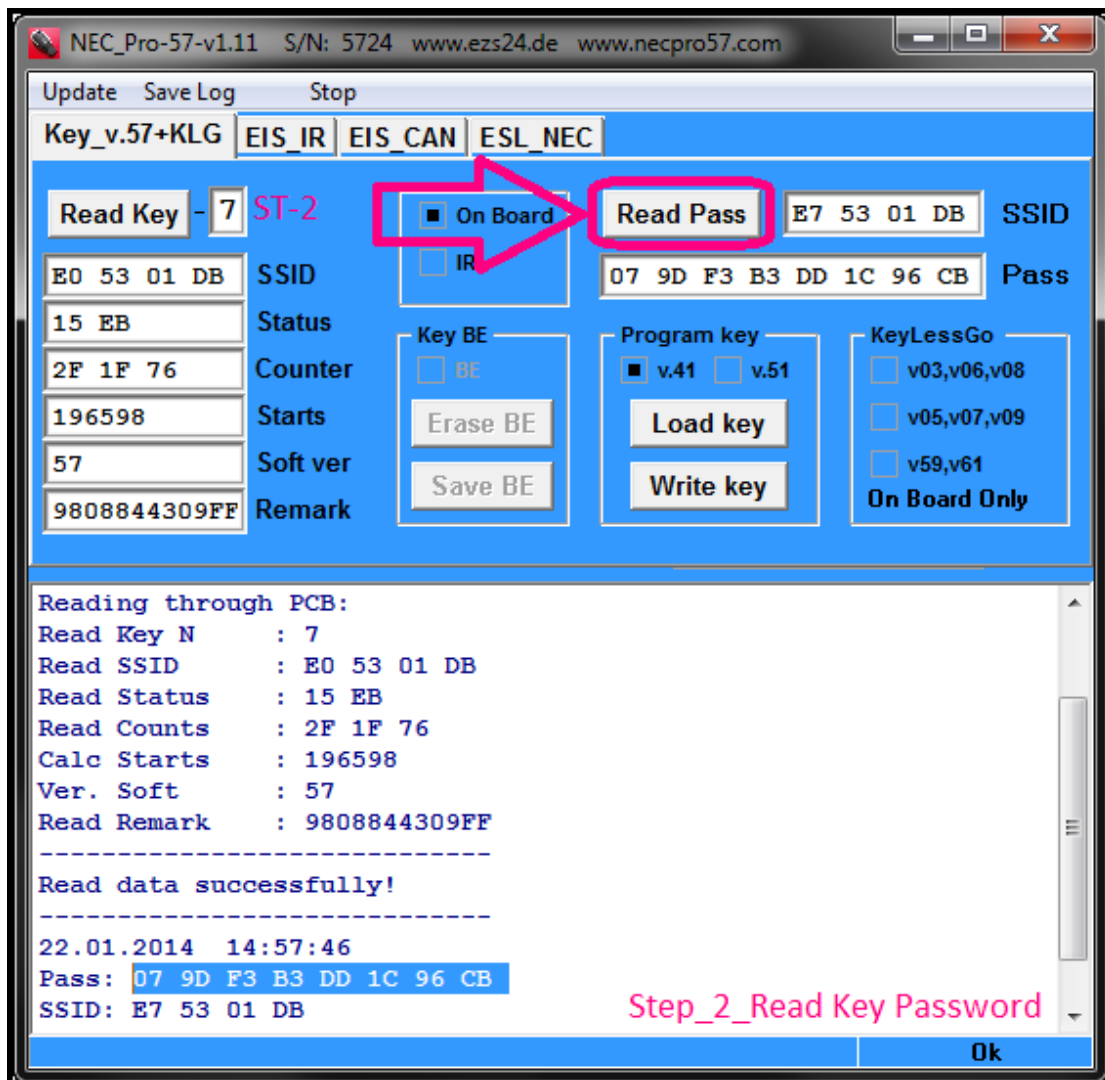 NEC_Pro-57-v1.11 S/N: 5724 www.ezs24.de www.necpro57.com
Update Save Log Stop
Key_v.57+KLG EIS_IR EIS_CAN ESL_NEC
Read Key - 7 ST-2
On Board
IR
Read Pass E7 53 01 DB SSID
07 9D F3 B3 DD 1C 96 CB Pass
E0 53 01 DB SSID
15 EB Status
2F 1F 76 Counter
196598 Starts
57 Soft ver
9808844309FF Remark
Key BE
BE
Erase BE
Save BE
Program key
v.41 v.51
Load key
Write key
KeyLessGo
v03,v06,v08
v05,v07,v09
v59,v61
On Board Only
Reading through PCB:
Read Key N : 7
Read SSID : E0 53 01 DB
Read Status : 15 EB
Read Counts : 2F 1F 76
Calc Starts : 196598
Ver. Soft : 57
Read Remark : 9808844309FF
-----------------------------
Read data successfully!
-----------------------------
22.01.2014 14:57:46
Pass: 07 9D F3 B3 DD 1C 96 CB
SSID: E7 53 01 DB
Step_2_Read Key Password
Ok